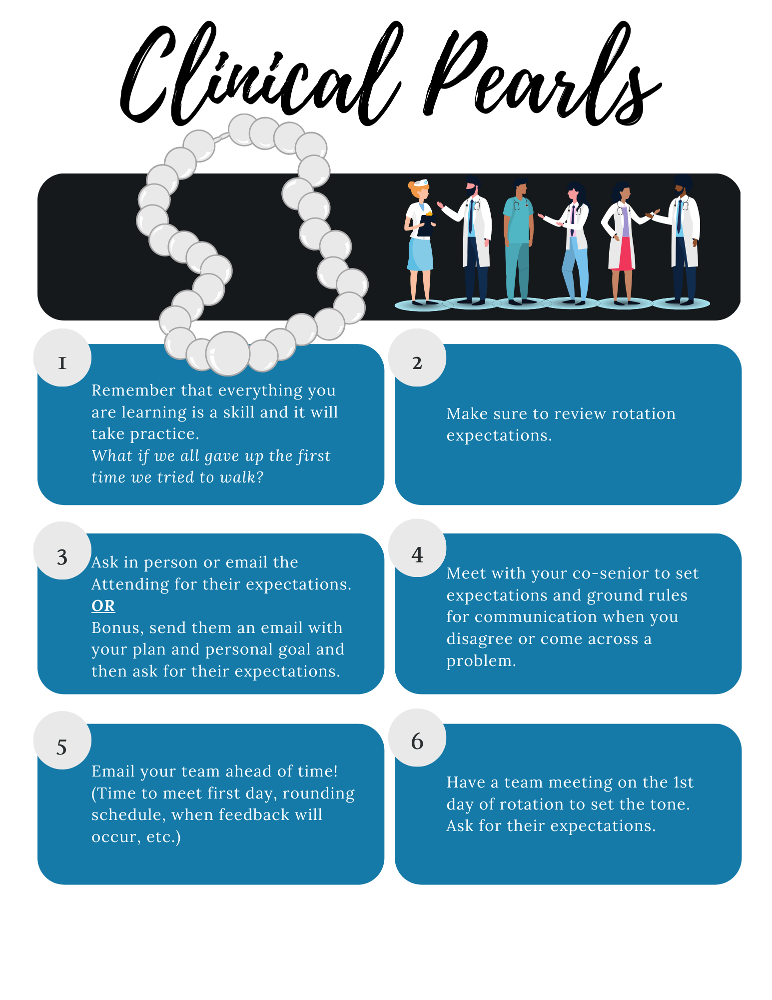 Clinical Pearls
1
Remember that everything you
are learning is a skill and it will
take practice.
What if we all gave up the first
time we tried to walk?
2
Make sure to review rotation
expectations.
3
Ask in person or email the
Attending for their expectations.
OR
Bonus, send them an email with
your plan and personal goal and
then ask for their expectations.
4
Meet with your co-senior to set
expectations and ground rules
for communication when you
disagree or come across a
problem.
5
Email your team ahead of time!
(Time to meet first day, rounding
schedule, when feedback will
occur, etc.)
6
Have a team meeting on the 1st
day of rotation to set the tone.
Ask for their expectations.